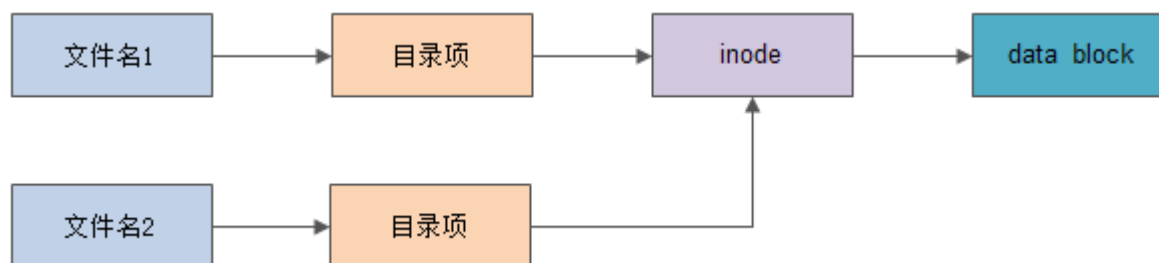 文件名1
目录项
inode
data block
文件名2
目录项